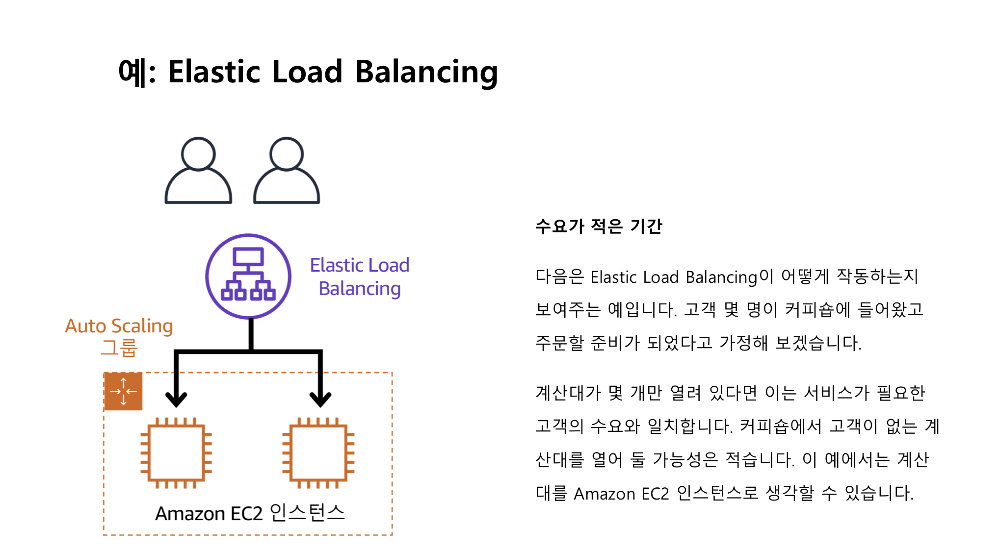 예: Elastic Load Balancing
Elastic Load
Balancing
Auto Scaling
그룹
Amazon EC2 인스턴스
수요가 적은 기간
다음은 Elastic Load Balancing이 어떻게 작동하는지
보여주는 예입니다. 고객 몇 명이 커피숍에 들어왔고
주문할 준비가 되었다고 가정해 보겠습니다.
계산대가 몇 개만 열려 있다면 이는 서비스가 필요한
고객의 수요와 일치합니다. 커피숍에서 고객이 없는 계
산대를 열어 둘 가능성은 적습니다. 이 예에서는 계산
대를 Amazon EC2 인스턴스로 생각할 수 있습니다.